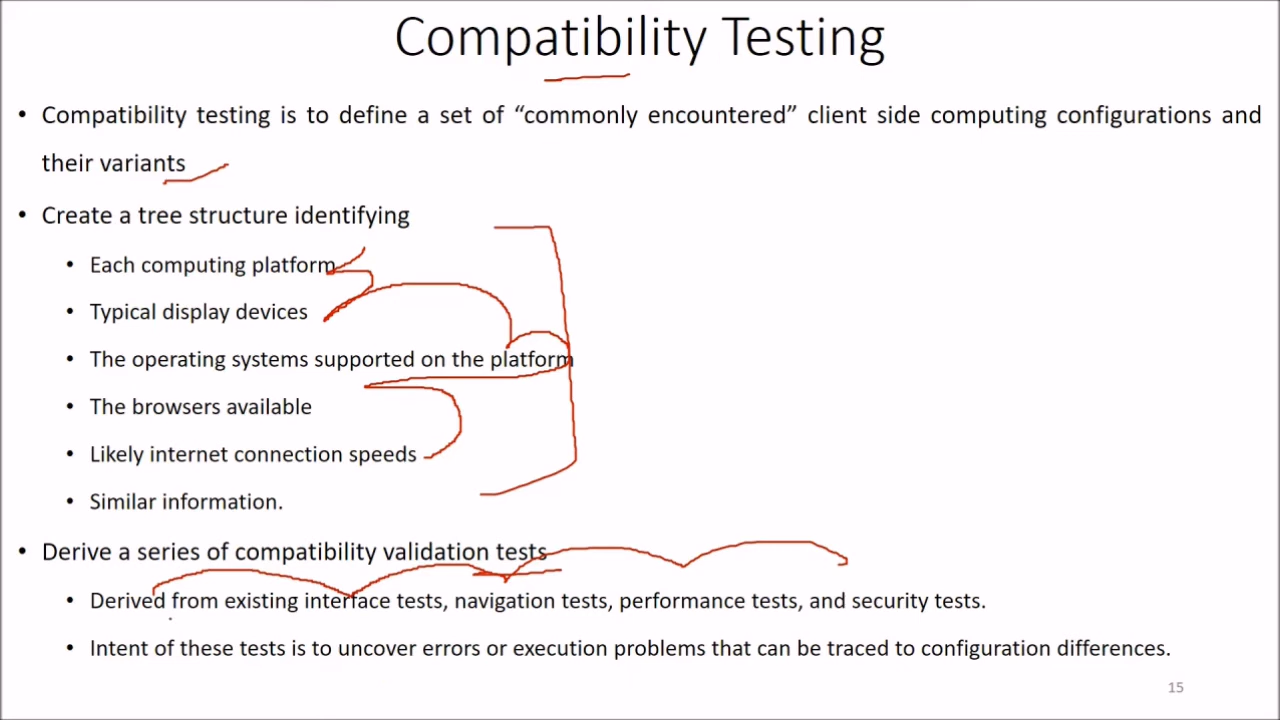 Compatibility Testing
• Compatibility testing is to define a set of “commonly encountered” client side computing configurations and
their variants
• Create a tree structure identifying
• Each computing platform
• Typical display devices
• The operating systems supported on the platform
• The browsers available
• Likely internet connection speeds
• Similar information.
• Derive a series of compatibility validation tests
• Derived from existing interface tests, navigation tests, performance tests, and security tests.
• Intent of these tests is to uncover errors or execution problems that can be traced to configuration differences.
15